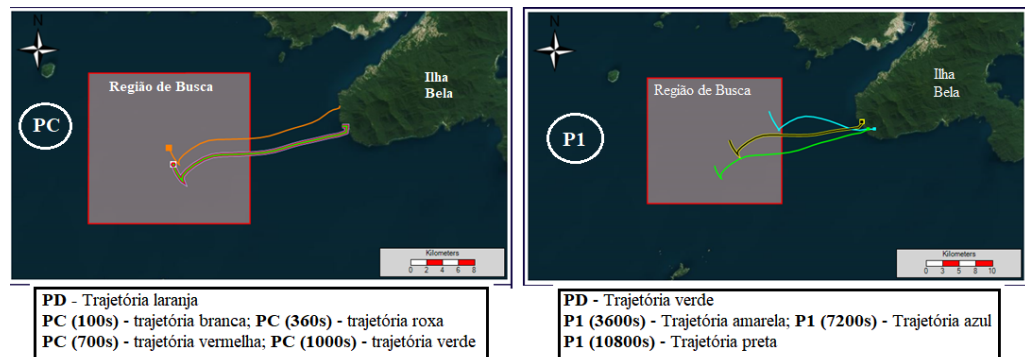 N
Região de Busca
Ilha
Bela
PC
Kilometers
0 2 4 6 8
PD - Trajetória laranja
PC (100s) - trajetória branca; PC (360s) - trajetória roxa
PC (700s) - trajetória vermelha; PC (1000s) - trajetória verde
N
Região de Busca
Ilha
Bela
P1
Kilometers
0 3 5 8 10
PD - Trajetória verde
P1 (3600s) - Trajetória amarela; P1 (7200s) - Trajetória azul
P1 (10800s) - Trajetória preta